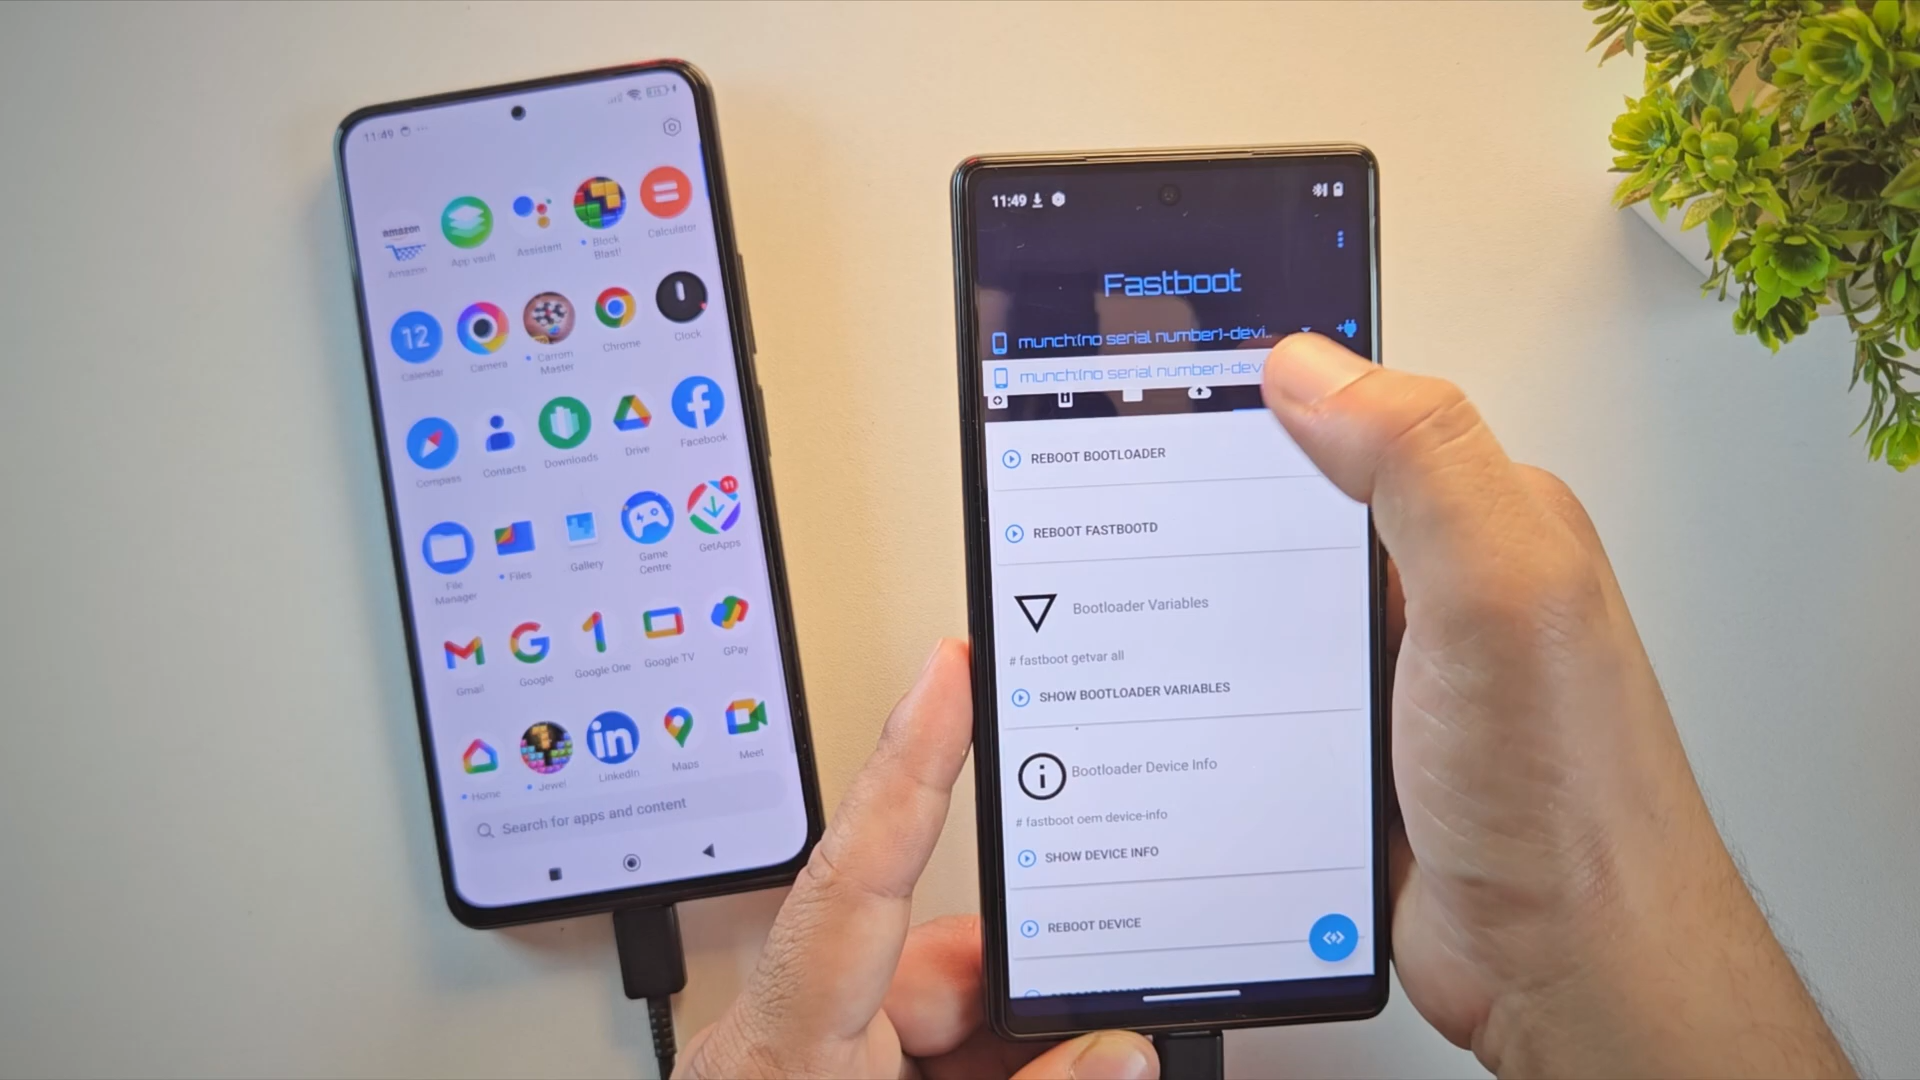 11:49
amazon
Amazon
App vault
Assistant
Block
Blast!
Calculator
12
Calendar
Camera
Carrom
Master
Chrome
Clock
Compass
Contacts
Downloads
Drive
Facebook
File
Manager
Files
Gallery
Game
Centre
11
GetApps
Gmail
Google
Google One
Google TV
GPay
Home
Jewel
in
LinkedIn
Maps
Meet
Search for apps and content
11:49
Fastboot
munch:(no serial number)-devi..
munch:(no serial number)-devi
REBOOT BOOTLOADER
REBOOT FASTBOOTD
Bootloader Variables
# fastboot getvar all
SHOW BOOTLOADER VARIABLES
Bootloader Device Info
# fastboot oem device-info
SHOW DEVICE INFO
REBOOT DEVICE